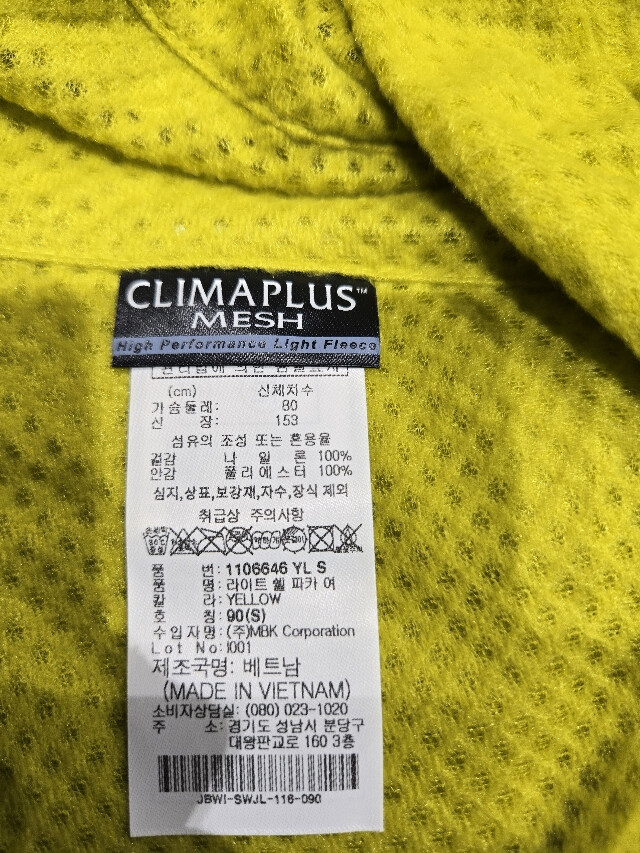 CLIMAPLUS™
MESH
High Performance Light Fleece
(cm) 신체치수
가슴둘레: 80
신 장: 153
섬유의 조성 또는 혼용율
겉감 나 일 론 100%
안감 폴리에스터 100%
심지,상표,보강재,자수,장식 제외
취급상 주의사항
품 번: 1106646 YL S
품 명: 라이트 쉘 파카 여
칼 라: YELLOW
호 칭: 90(S)
수입자명: (주)MBK Corporation
Lot No: I001
제조국명: 베트남
(MADE IN VIETNAM)
소비자상담실: (080) 023-1020
주 소: 경기도 성남시 분당구
대왕판교로 160 3층
JBWI-SWJL-116-090